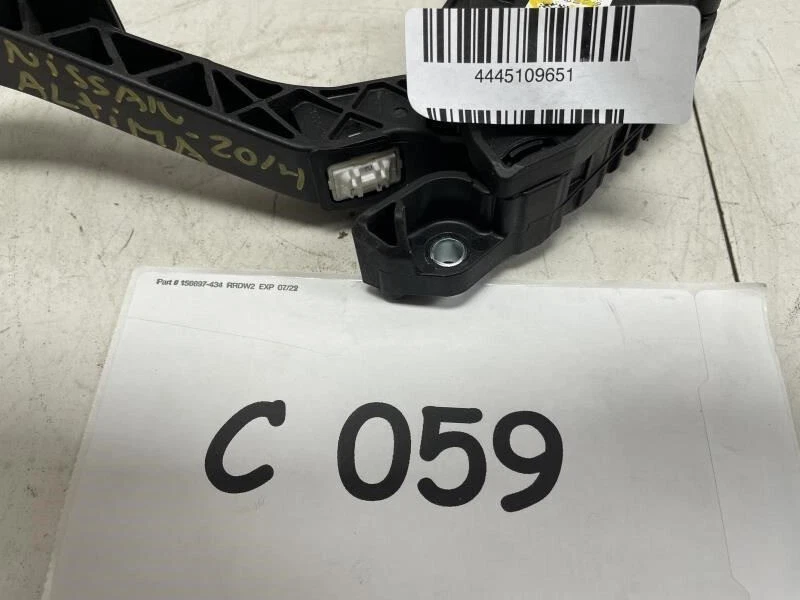 4445109651
NISSAN
ALTIMA-2014
Part # 156697-434 RRDW2 EXP 07/22
C 059